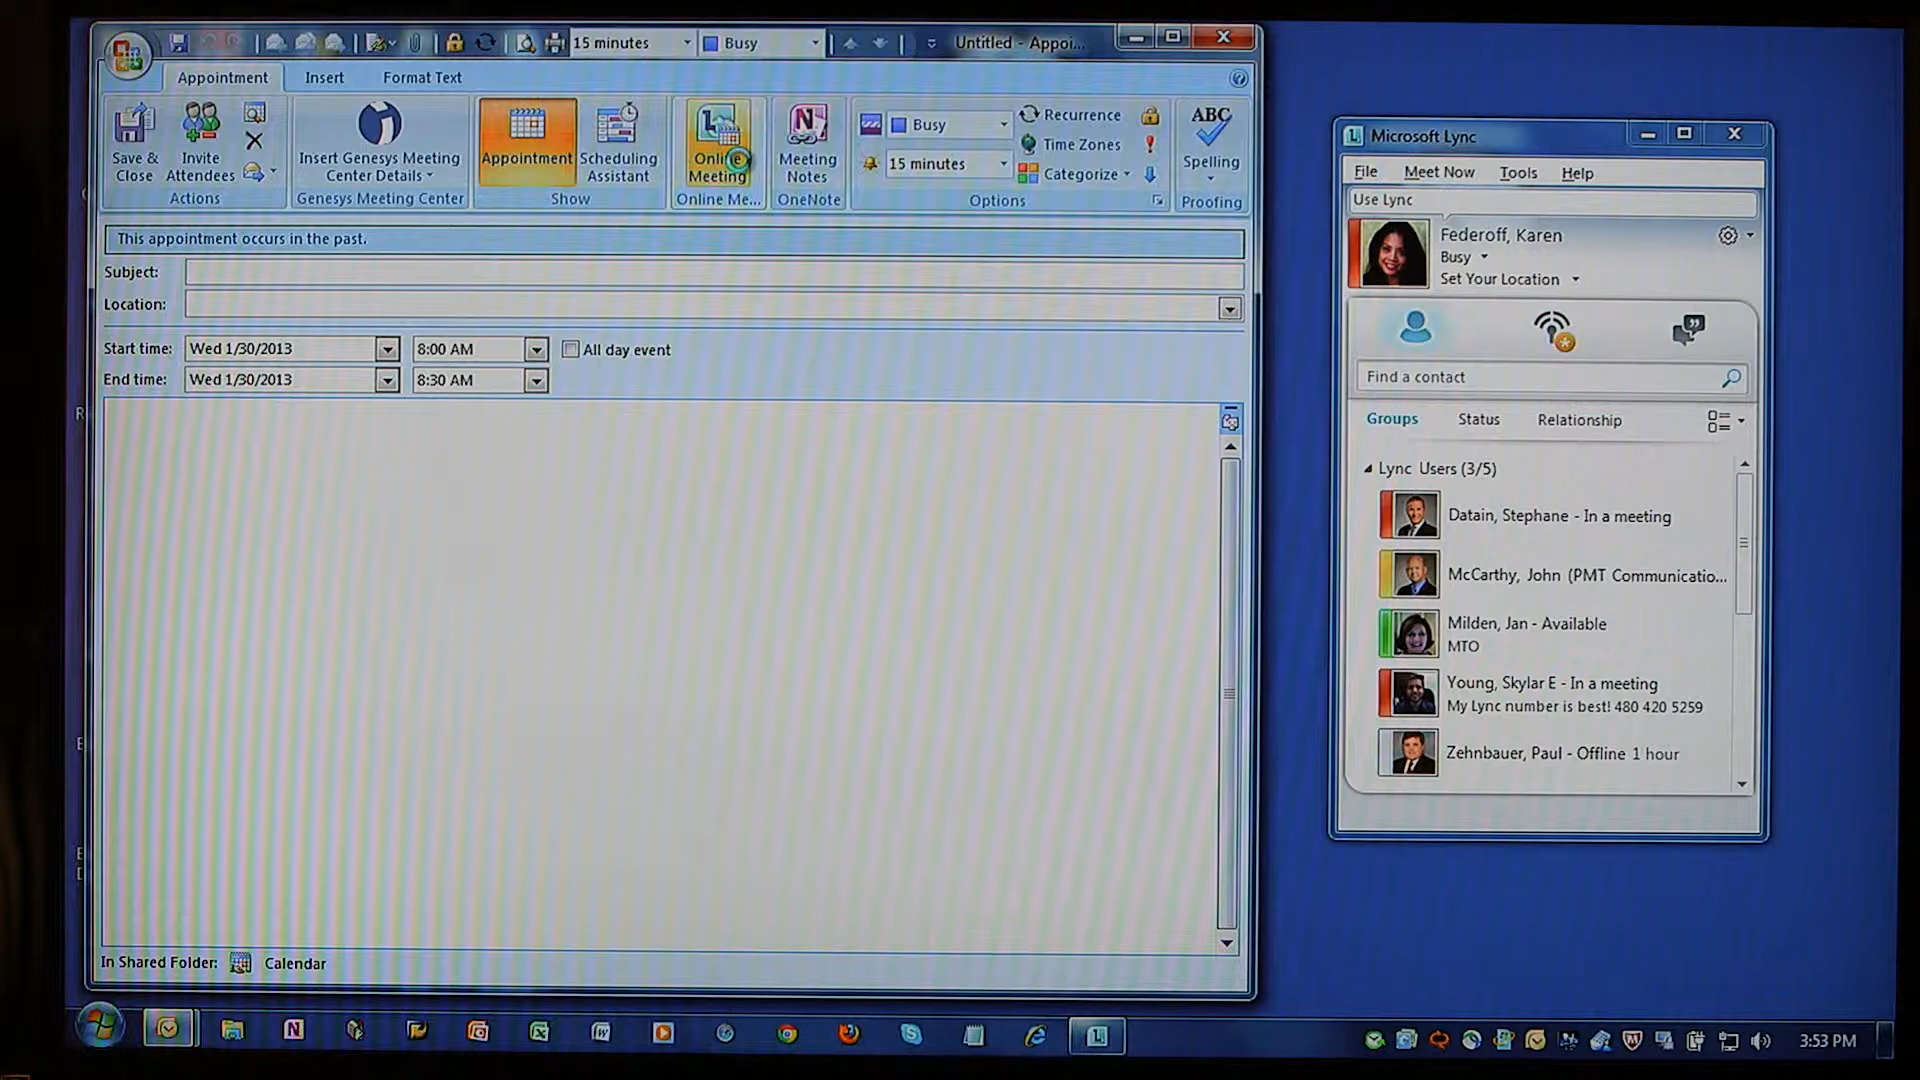 15 minutes
Busy
Untitled - Appoi...
Appointment
Insert
Format Text
Save & Close
Invite Attendees
Actions
Insert Genesys Meeting Center Details
Genesys Meeting Center
Appointment
Scheduling Assistant
Show
Online Meeting
Online Me...
Meeting Notes
OneNote
Busy
15 minutes
Recurrence
Time Zones
Categorize
Options
ABC
Spelling
Proofing
This appointment occurs in the past.
Subject:
Location:
Start time: Wed 1/30/2013 8:00 AM All day event
End time: Wed 1/30/2013 8:30 AM
In Shared Folder: Calendar
Microsoft Lync
File Meet Now Tools Help
Use Lync
Federoff, Karen
Busy
Set Your Location
Find a contact
Groups Status Relationship
Lync Users (3/5)
Datain, Stephane - In a meeting
McCarthy, John (PMT Communicatio...
Milden, Jan - Available
MTO
Young, Skylar E - In a meeting
My Lync number is best! 480 420 5259
Zehnbauer, Paul - Offline 1 hour
3:53 PM